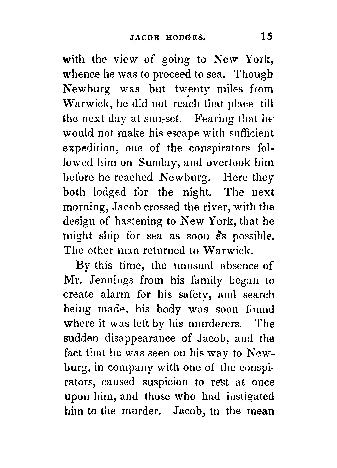 JACOB HODGES. 15
with the view of going to New York,
whence he was to proceed to sea. Though
Newburg was but twenty miles from
Warwick, he did not reach that place till
the next day at sun-set. Fearing that he
would not make his escape with sufficient
expedition, one of the conspirators fol-
lowed him on Sunday, and overtook him
before he reached Newburg. Here they
both lodged for the night. The next
morning, Jacob crossed the river, with the
design of hastening to New York, that he
might ship for sea as soon as possible.
The other man returned to Warwick.
By this time, the unusual absence of
Mr. Jennings from his family began to
create alarm for his safety, and search
being made, his body was soon found
where it was left by his murderers. The
sudden disappearance of Jacob, and the
fact that he was seen on his way to New-
burg, in company with one of the conspi-
rators, caused suspicion to rest at once
upon him, and those who had instigated
him to the murder. Jacob, in the mean